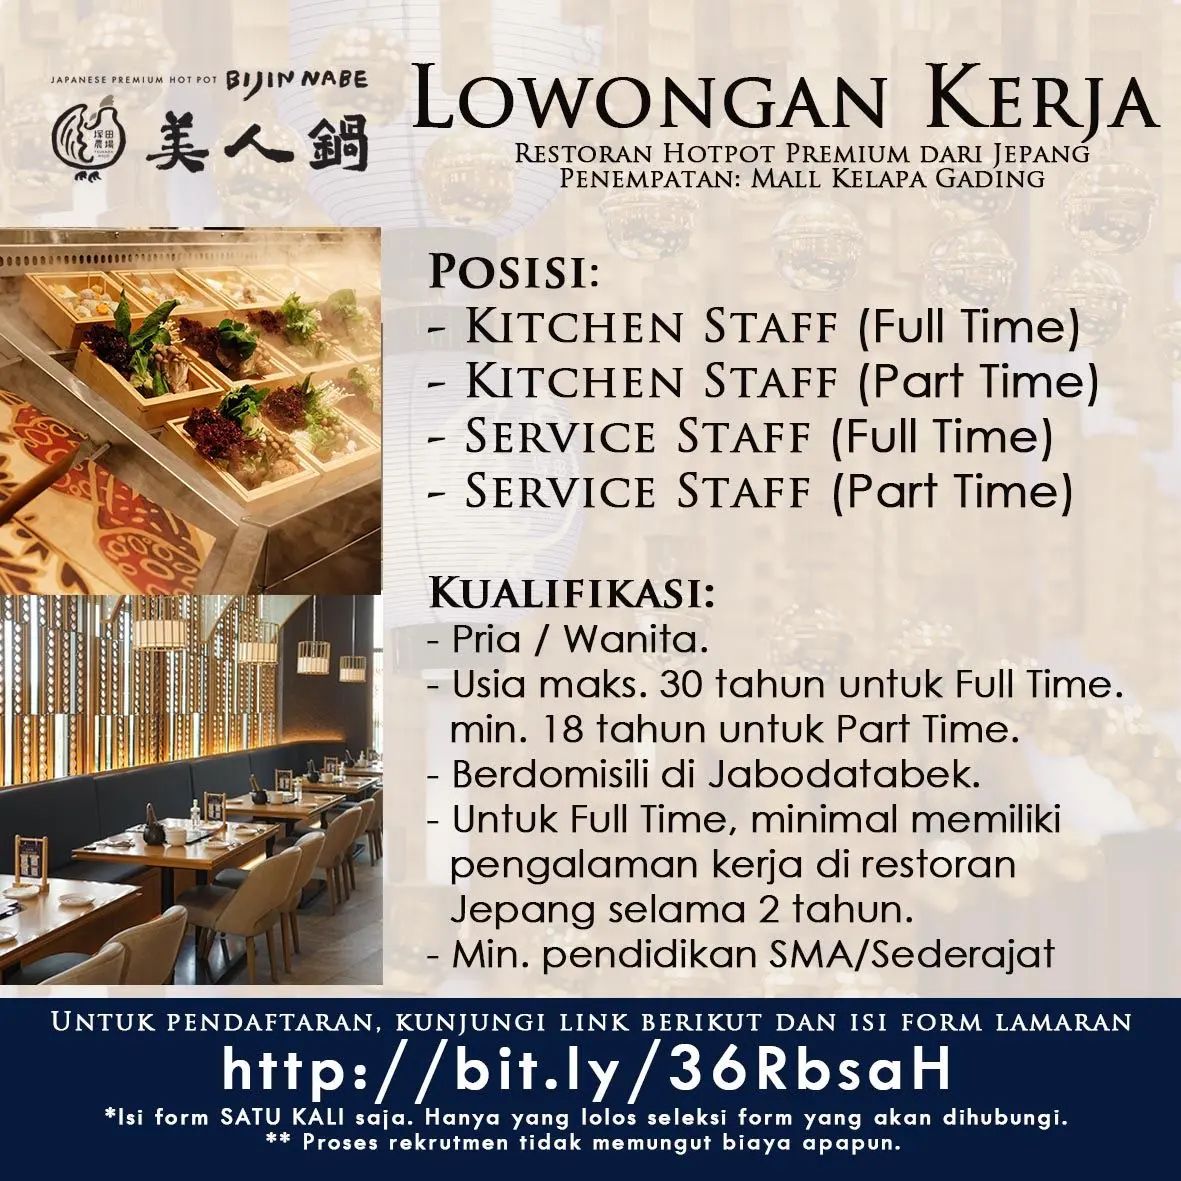 JAPANESE PREMIUM HOT POT BIJIN NABE
塚田
農場
美人鍋
LOWONGAN KERJA
RESTORAN HOTPOT PREMIUM DARI JEPANG
PENEMPATAN: MALL KELAPA GADING
POSISI:
- KITCHEN STAFF (Full Time)
- KITCHEN STAFF (Part Time)
- SERVICE STAFF (Full Time)
- SERVICE STAFF (Part Time)
KUALIFIKASI:
- Pria / Wanita.
- Usia maks. 30 tahun untuk Full Time.
min. 18 tahun untuk Part Time.
- Berdomisili di Jabodatabek.
- Untuk Full Time, minimal memiliki
pengalaman kerja di restoran
Jepang selama 2 tahun.
- Min. pendidikan SMA/Sederajat
UNTUK PENDAFTARAN, KUNJUNGI LINK BERIKUT DAN ISI FORM LAMARAN
http://bit.ly/36RbsaH
*Isi form SATU KALI saja. Hanya yang lolos seleksi form yang akan dihubungi.
** Proses rekrutmen tidak memungut biaya apapun.